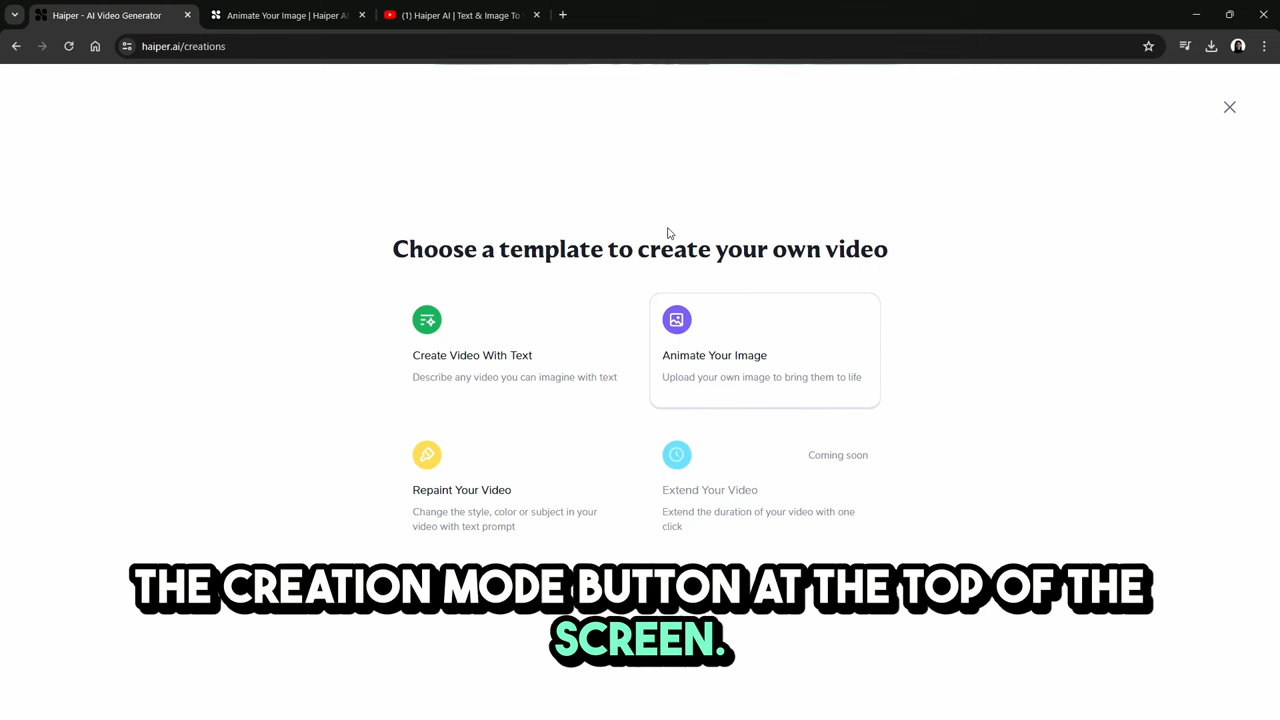 Haiper - AI Video Generator
Animate Your Image | Haiper AI
(1) Haiper AI | Text & Image To
haiper.ai/creations
Choose a template to create your own video
Create Video With Text
Describe any video you can imagine with text
Animate Your Image
Upload your own image to bring them to life
Repaint Your Video
Change the style, color or subject in your
video with text prompt
Coming soon
Extend Your Video
Extend the duration of your video with one
click
THE CREATION MODE BUTTON AT THE TOP OF THE
SCREEN.